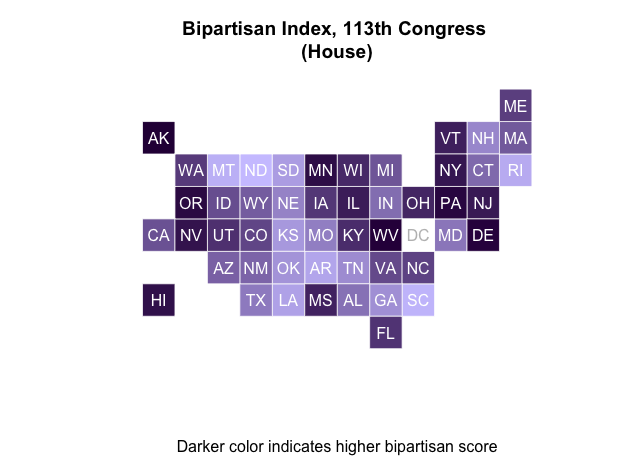 Bipartisan Index, 113th Congress
(House)
ME
AK VT NH MA
WA MT ND SD MN WI MI NY CT RI
OR ID WY NE IA IL IN OH PA NJ
CA NV UT CO KS MO KY WV DC MD DE
AZ NM OK AR TN VA NC
HI TX LA MS AL GA SC
FL
Darker color indicates higher bipartisan score